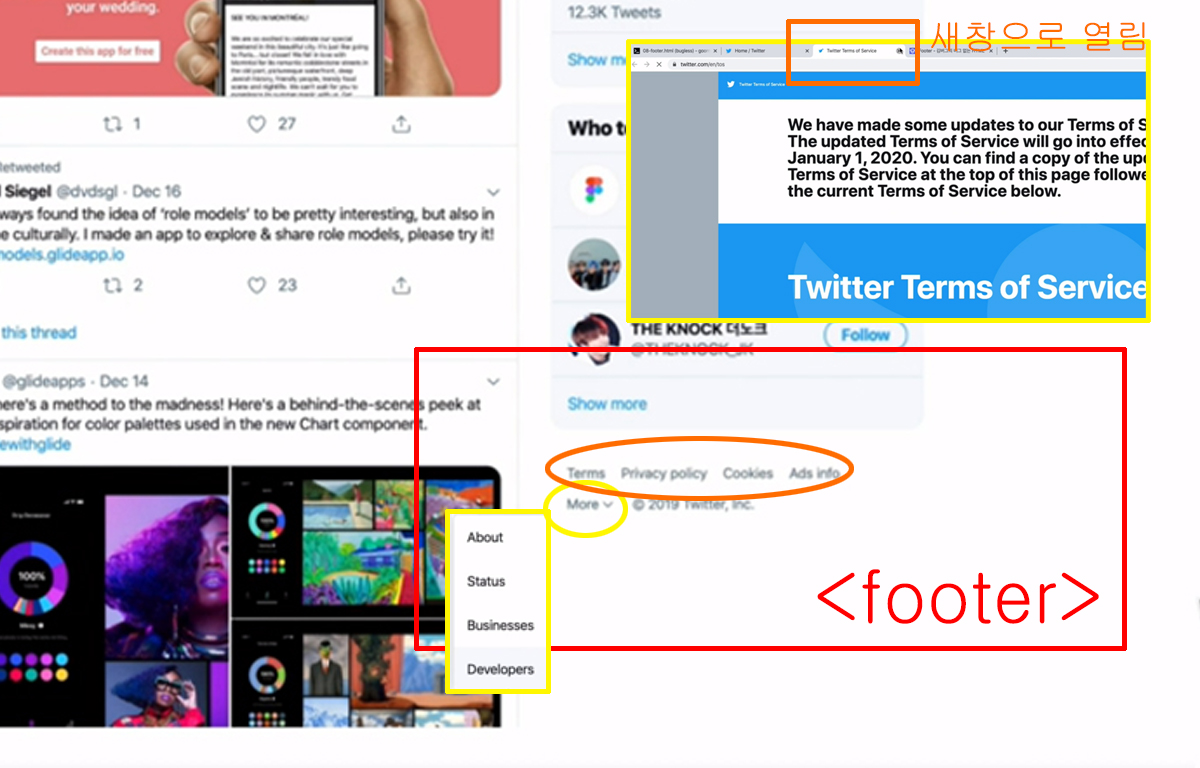 your wedding.
Create this app for free
SEE YOU IN MONTRÉAL!
1
27
Retweeted
Siegel @dvdsgl · Dec 16
ways found the idea of 'role models' to be pretty interesting, but also in
e culturally. I made an app to explore & share role models, please try it!
models.glideapp.io
2
23
this thread
@glideapps · Dec 14
here's a method to the madness! Here's a behind-the-scenes peek at
spiration for color palettes used in the new Chart component.
ewithglide
100%
100%
100%
12.3K Tweets
Show
Who
새창으로 열림
Home / Twitter
Twitter Terms of Service
twitter.com/en/tos
Twitter Terms of Service
We have made some updates to our Terms of S
The updated Terms of Service will go into effec
January 1, 2020. You can find a copy of the upd
Terms of Service at the top of this page followe
the current Terms of Service below.
Twitter Terms of Service
THE KNOCK 더노크
@THEKNOCK_JK
Follow
Show more
Terms Privacy policy Cookies Ads info
More © 2019 Twitter, Inc.
About
Status
Businesses
Developers
<footer>